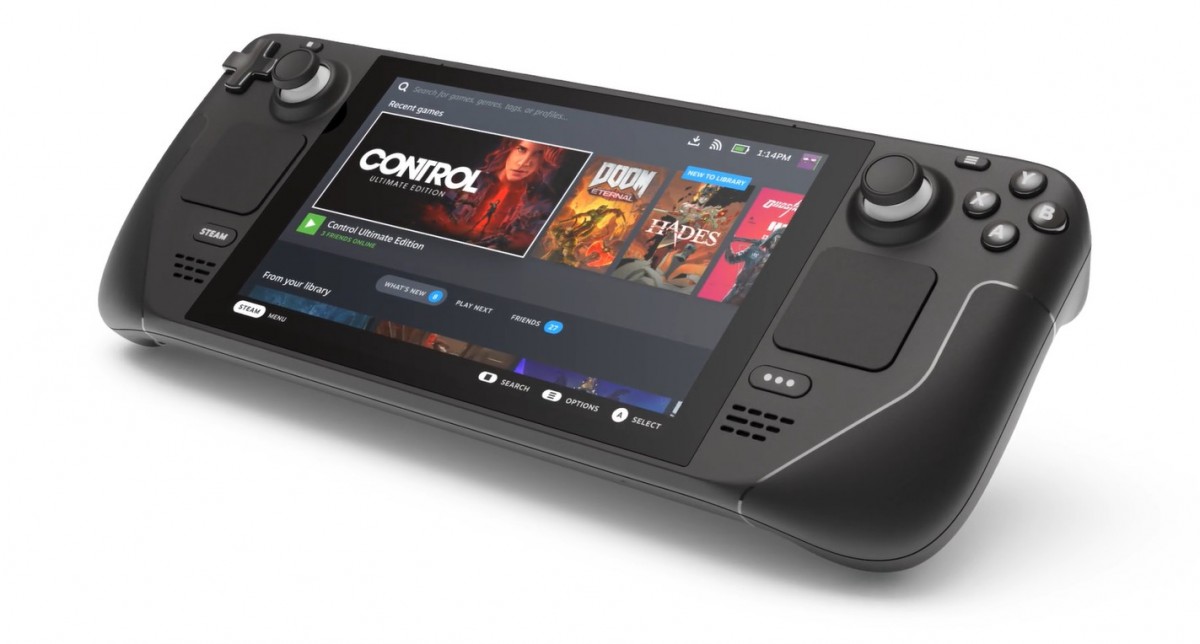 Search for games, genres, tags, or profiles...
Recent games
1:14PM
CONTROL
ULTIMATE EDITION
DOOM
ETERNAL
NEW TO LIBRARY
HADES
Control Ultimate Edition
3 FRIENDS ONLINE
From your library
WHAT'S NEW 8
PLAY NEXT
FRIENDS 27
STEAM MENU
SEARCH
OPTIONS
A SELECT
STEAM
Y
X
B
A